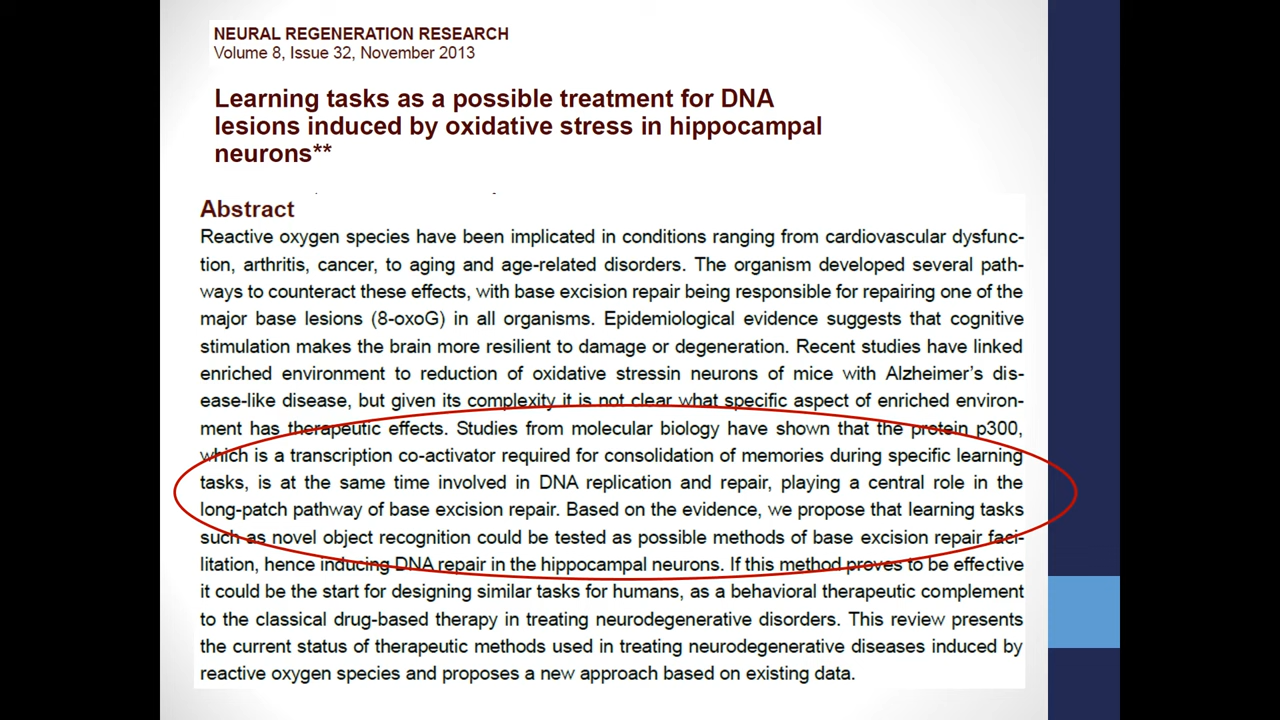 NEURAL REGENERATION RESEARCH
Volume 8, Issue 32, November 2013
Learning tasks as a possible treatment for DNA
lesions induced by oxidative stress in hippocampal
neurons**
Abstract
Reactive oxygen species have been implicated in conditions ranging from cardiovascular dysfunc-
tion, arthritis, cancer, to aging and age-related disorders. The organism developed several path-
ways to counteract these effects, with base excision repair being responsible for repairing one of the
major base lesions (8-oxoG) in all organisms. Epidemiological evidence suggests that cognitive
stimulation makes the brain more resilient to damage or degeneration. Recent studies have linked
enriched environment to reduction of oxidative stressin neurons of mice with Alzheimer's dis-
ease-like disease, but given its complexity it is not clear what specific aspect of enriched environ-
ment has therapeutic effects. Studies from molecular biology have shown that the protein p300,
which is a transcription co-activator required for consolidation of memories during specific learning
tasks, is at the same time involved in DNA replication and repair, playing a central role in the
long-patch pathway of base excision repair. Based on the evidence, we propose that learning tasks
such as novel object recognition could be tested as possible methods of base excision repair faci-
litation, hence inducing DNA repair in the hippocampal neurons. If this method proves to be effective
it could be the start for designing similar tasks for humans, as a behavioral therapeutic complement
to the classical drug-based therapy in treating neurodegenerative disorders. This review presents
the current status of therapeutic methods used in treating neurodegenerative diseases induced by
reactive oxygen species and proposes a new approach based on existing data.